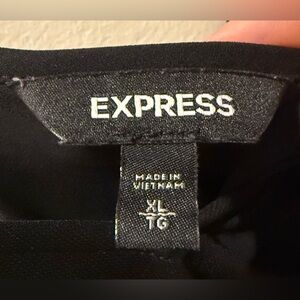 EXPRESS
MADE IN
VIETNAM
XL
TG